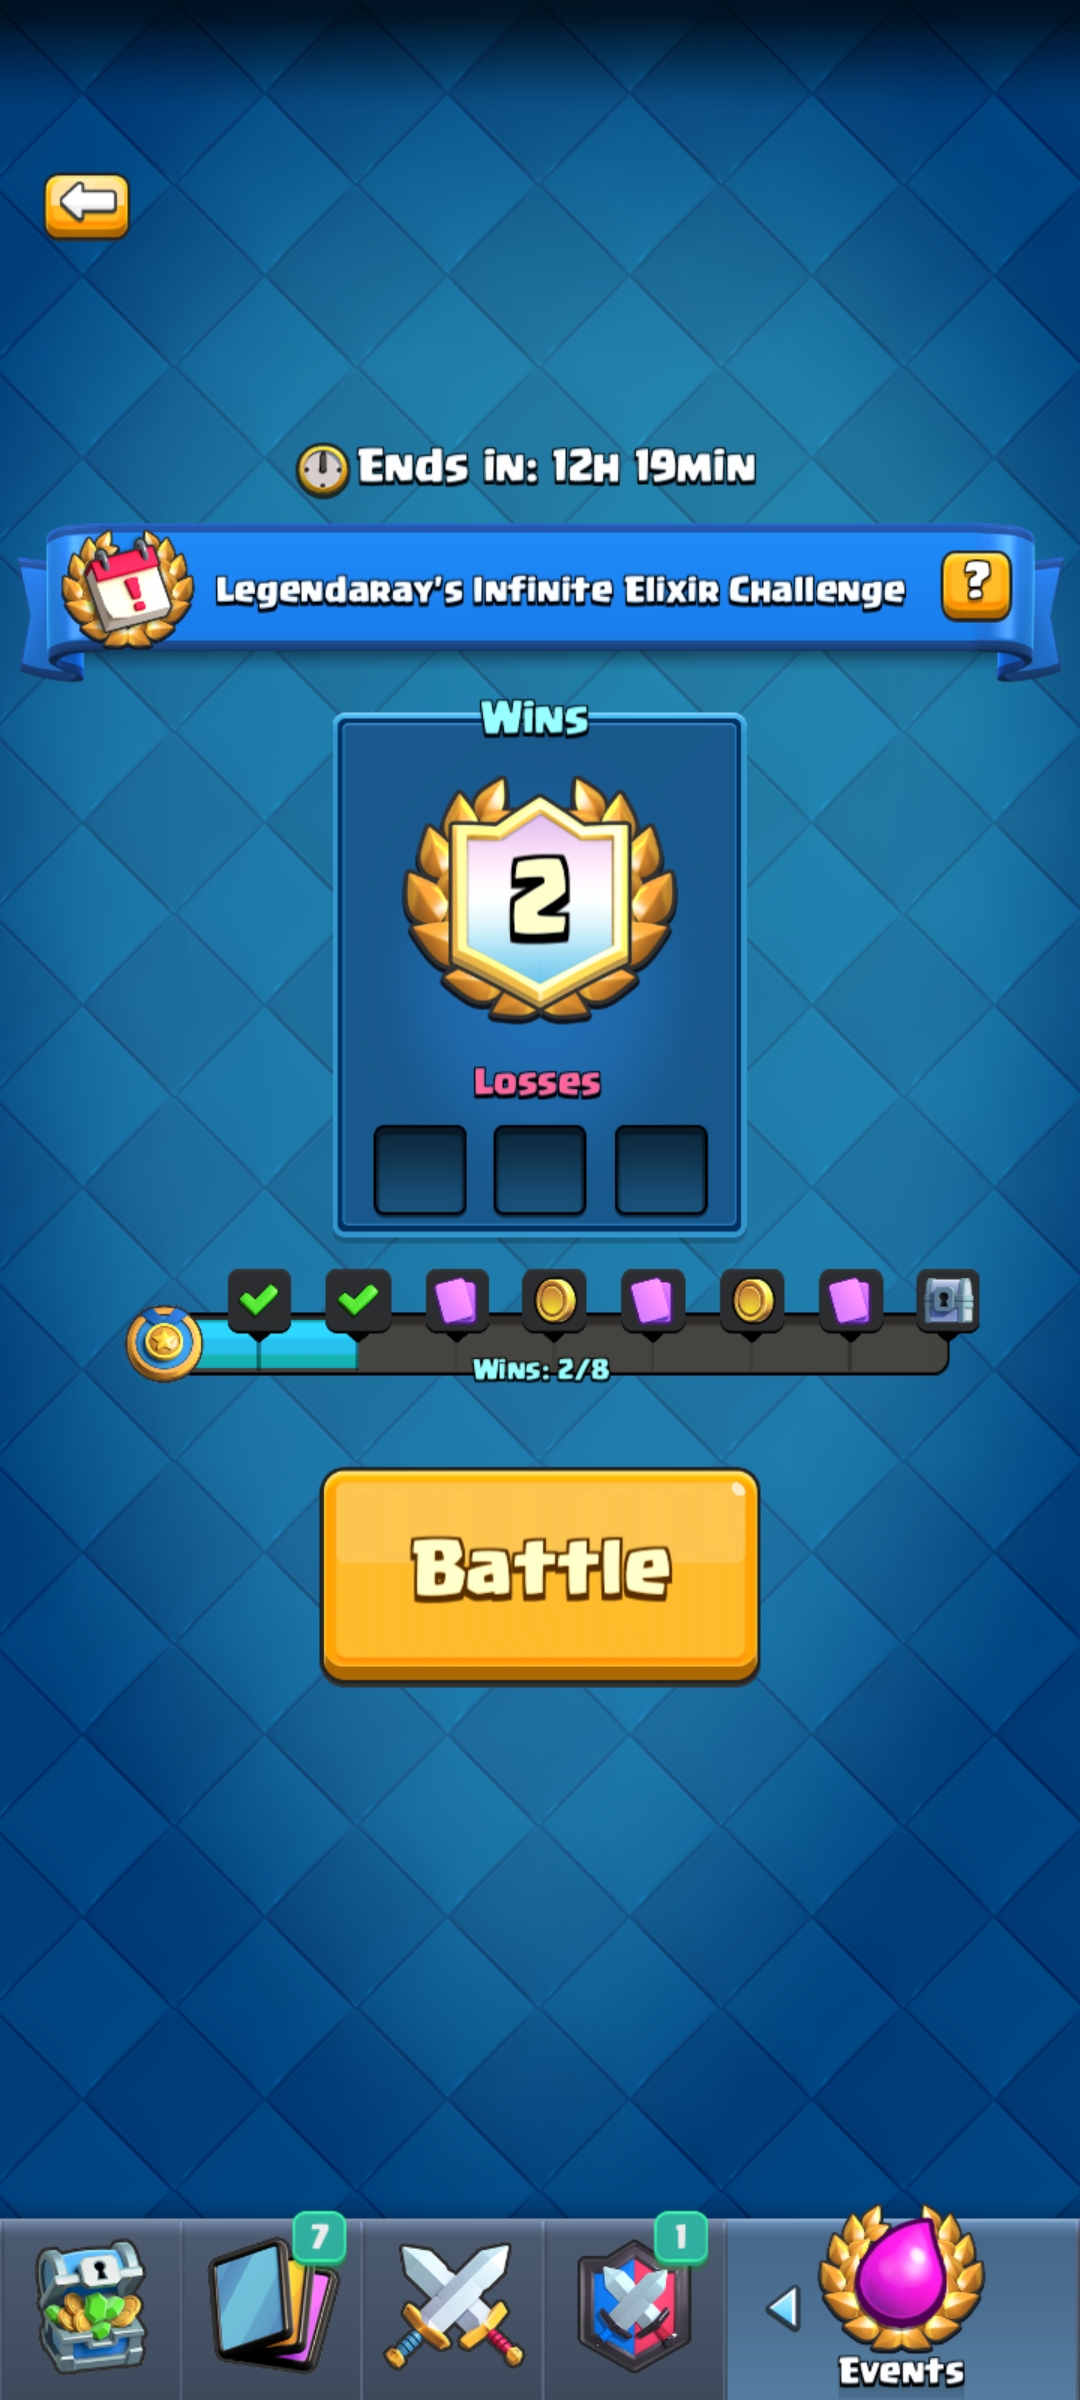 Ends in: 12h 19min
Legendaray's Infinite Elixir Challenge
?
Wins
2
Losses
Wins: 2/8
Battle
7
1
Events